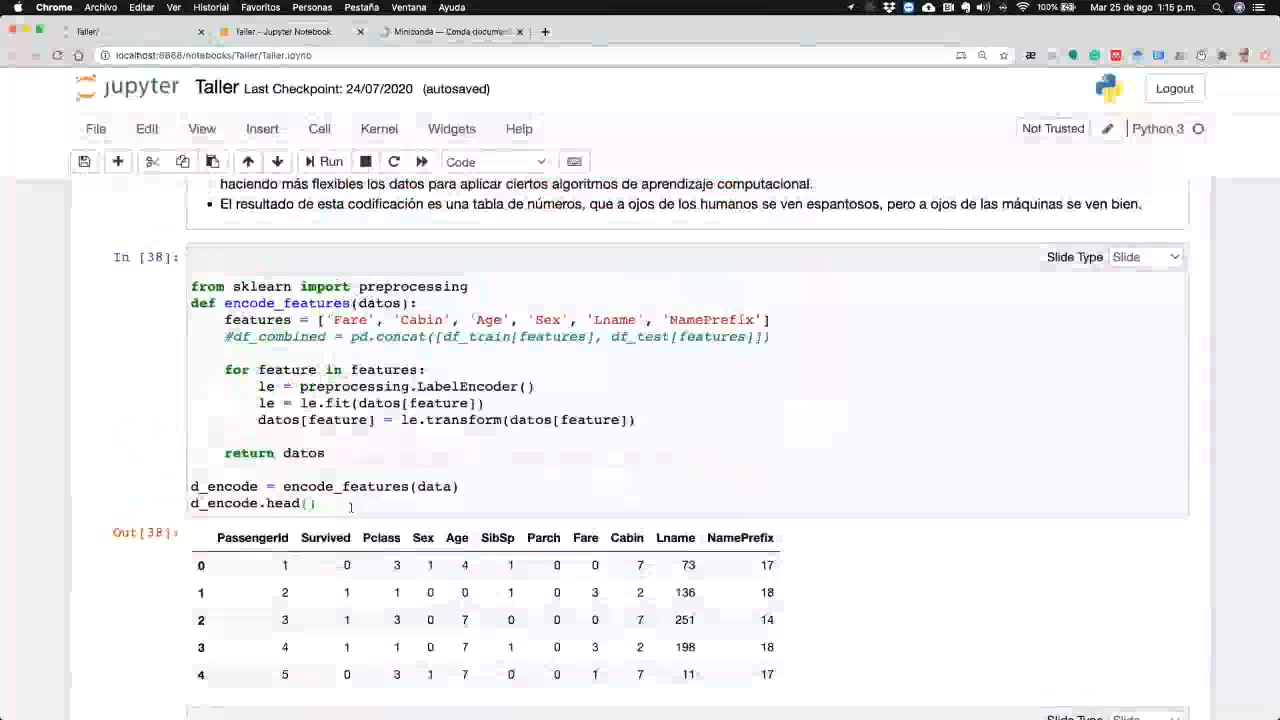 Chrome Archivo Editar Ver Historial Favoritos Personas Pestaña Ventana Ayuda 100% Mar 25 de ago 1:15 p.m.
Taller/ Taller - Jupyter Notebook Miniconda — Conda document
localhost:8888/notebooks/Taller/Taller.ipynb
jupyter Taller Last Checkpoint: 24/07/2020 (autosaved) Logout
File Edit View Insert Cell Kernel Widgets Help Not Trusted Python 3
Run Code
haciendo más flexibles los datos para aplicar ciertos algoritmos de aprendizaje computacional.
• El resultado de esta codificación es una tabla de números, que a ojos de los humanos se ven espantosos, pero a ojos de las máquinas se ven bien.
In [38]: Slide Type Slide
from sklearn import preprocessing
def encode_features(datos):
features = ['Fare', 'Cabin', 'Age', 'Sex', 'Lname', 'NamePrefix']
#df_combined = pd.concat([df_train[features], df_test[features]])
for feature in features:
le = preprocessing.LabelEncoder()
le = le.fit(datos[feature])
datos[feature] = le.transform(datos[feature])
return datos
d_encode = encode_features(data)
d_encode.head()
Out[38]:
PassengerId Survived Pclass Sex Age SibSp Parch Fare Cabin Lname NamePrefix
0 1 0 3 1 4 1 0 0 7 73 17
1 2 1 1 0 0 1 0 3 2 136 18
2 3 1 3 0 7 0 0 0 7 251 14
3 4 1 1 0 7 1 0 3 2 198 18
4 5 0 3 1 7 0 0 1 7 11 17
Slide Type Slide